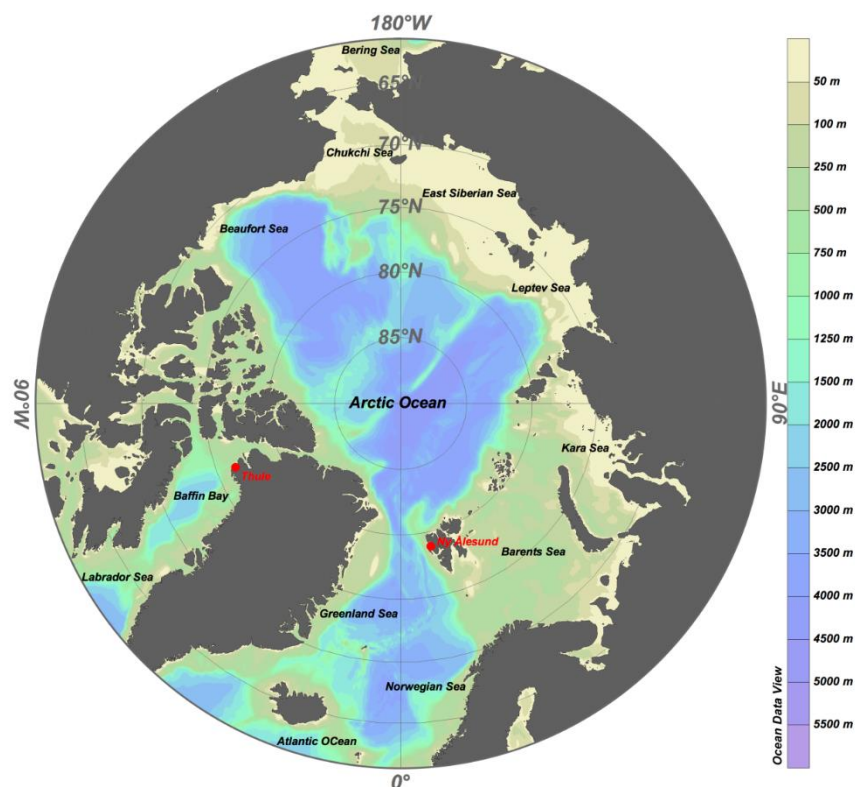 180°W
Bering Sea
65°N
50 m
100 m
70°N
Chukchi Sea
250 m
East Siberian Sea
75°N
500 m
Beaufort Sea
750 m
80°N
Leptev Sea
1000 m
1250 m
85°N
1500 m
90°W
Arctic Ocean
90°E
2000 m
2500 m
Kara Sea
3000 m
Thule
Baffin Bay
3500 m
Ny Alesund
Barents Sea
Labrador Sea
4000 m
Greenland Sea
4500 m
5000 m
Norwegian Sea
5500 m
Atlantic OCean
Ocean Data View
0°